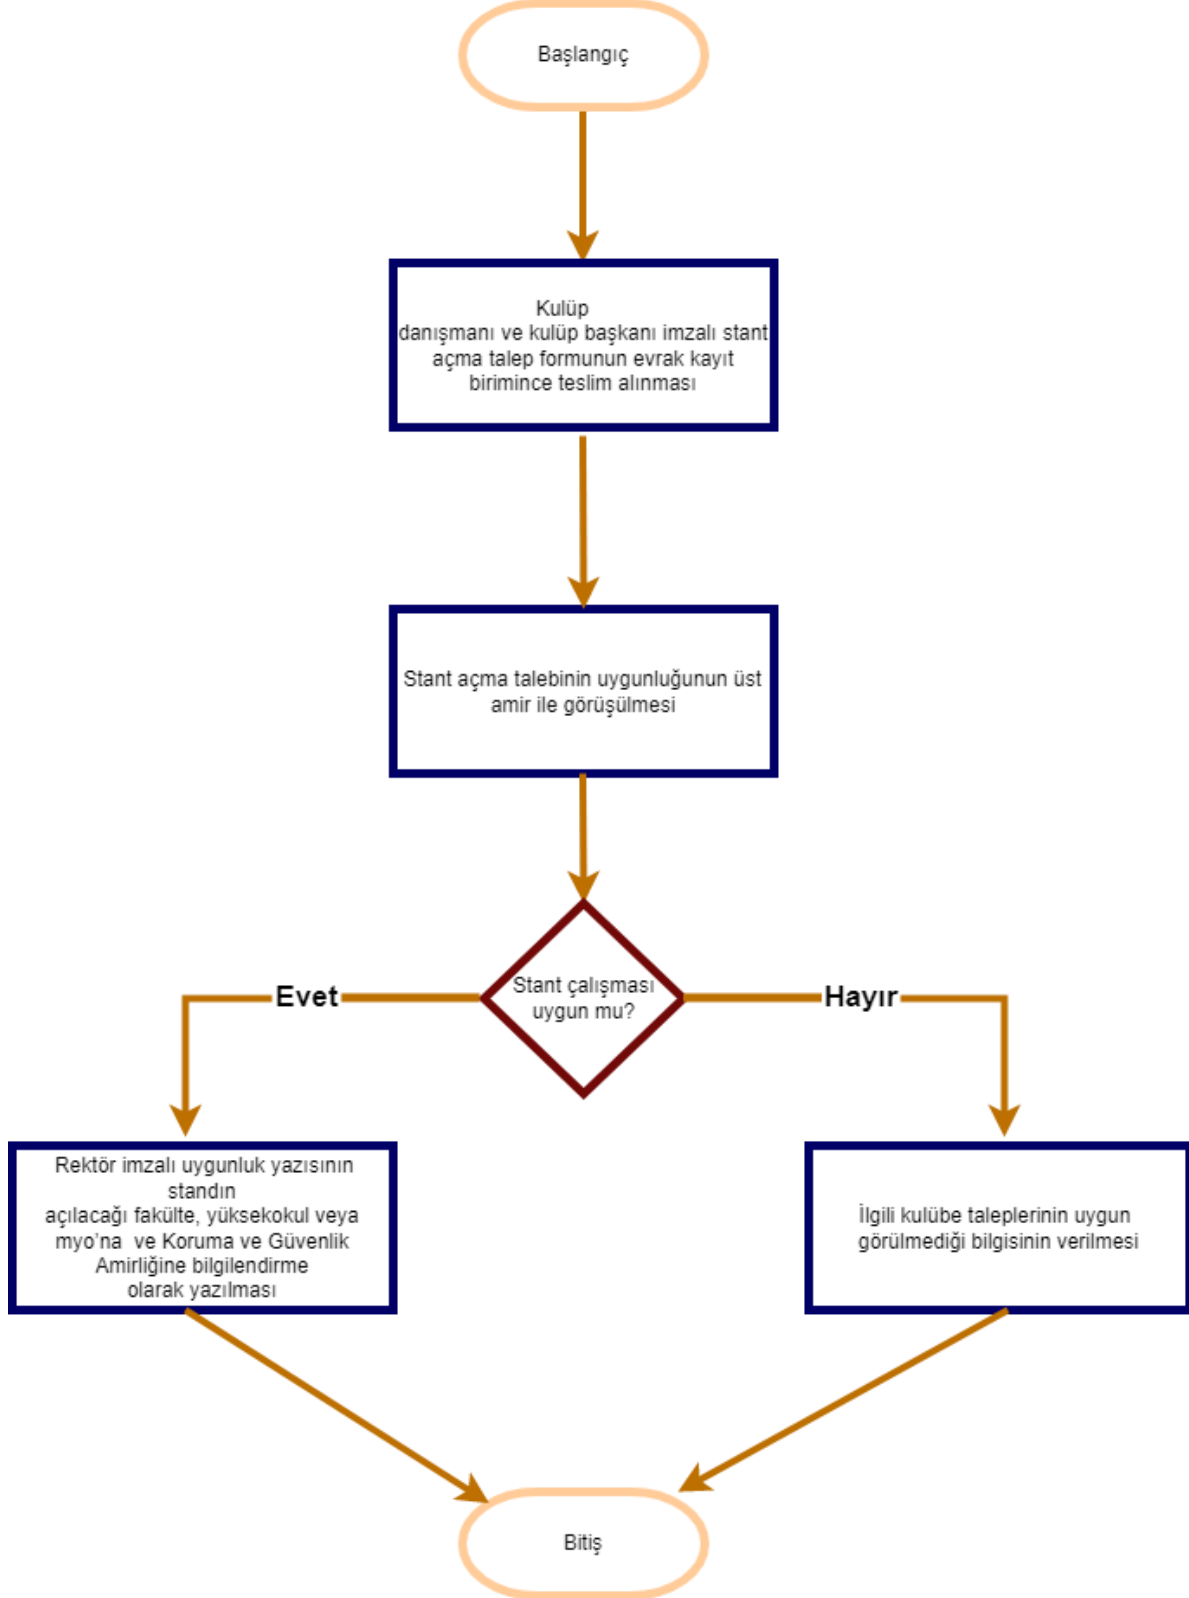 Başlangıç
Kulüp
danışmanı ve kulüp başkanı imzalı stant
açma talep formunun evrak kayıt
birimince teslim alınması
Stant açma talebinin uygunluğunun üst
amir ile görüşülmesi
Stant çalışması
uygun mu?
Evet
Hayır
Rektör imzalı uygunluk yazısının
standın
açılacağı fakülte, yüksekokul veya
myo’na  ve Koruma ve Güvenlik
Amirliğine bilgilendirme
olarak yazılması
İlgili kulübe taleplerinin uygun
görülmediği bilgisinin verilmesi
Bitiş